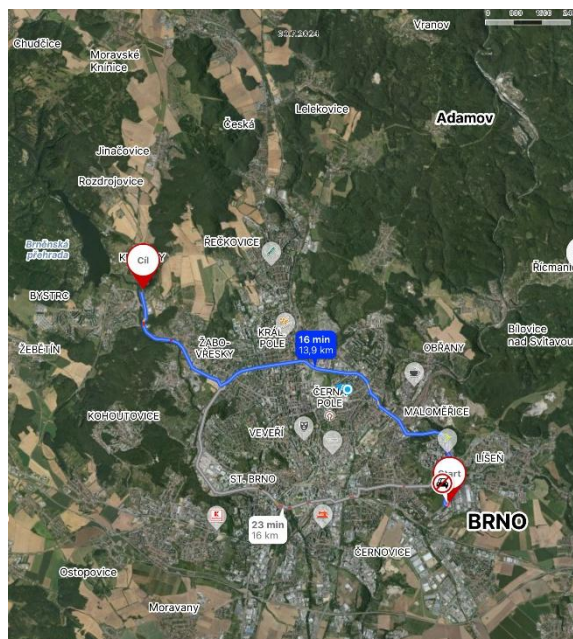 Vranov
Chudčice
Moravské
Knínice
Lelekovice
Adamov
Česká
Jinačovice
Rozdrojovice
Brněnská
přehrada
Cíl
ŘEČKOVICE
Řícmanic
BYSTRC
KRÁL.
POLE
16 min
13,9 km
Bílovice
nad Svitavou
ŽABO-
VŘESKY
ŽEBĚTÍN
OBŘANY
ČERNÁ
POLE
KOHOUTOVICE
MALOMĚŘICE
VEVEŘÍ
LÍŠEŇ
ST. BRNO
Start
BRNO
23 min
16 km
ČERNOVICE
Ostopovice
Moravany